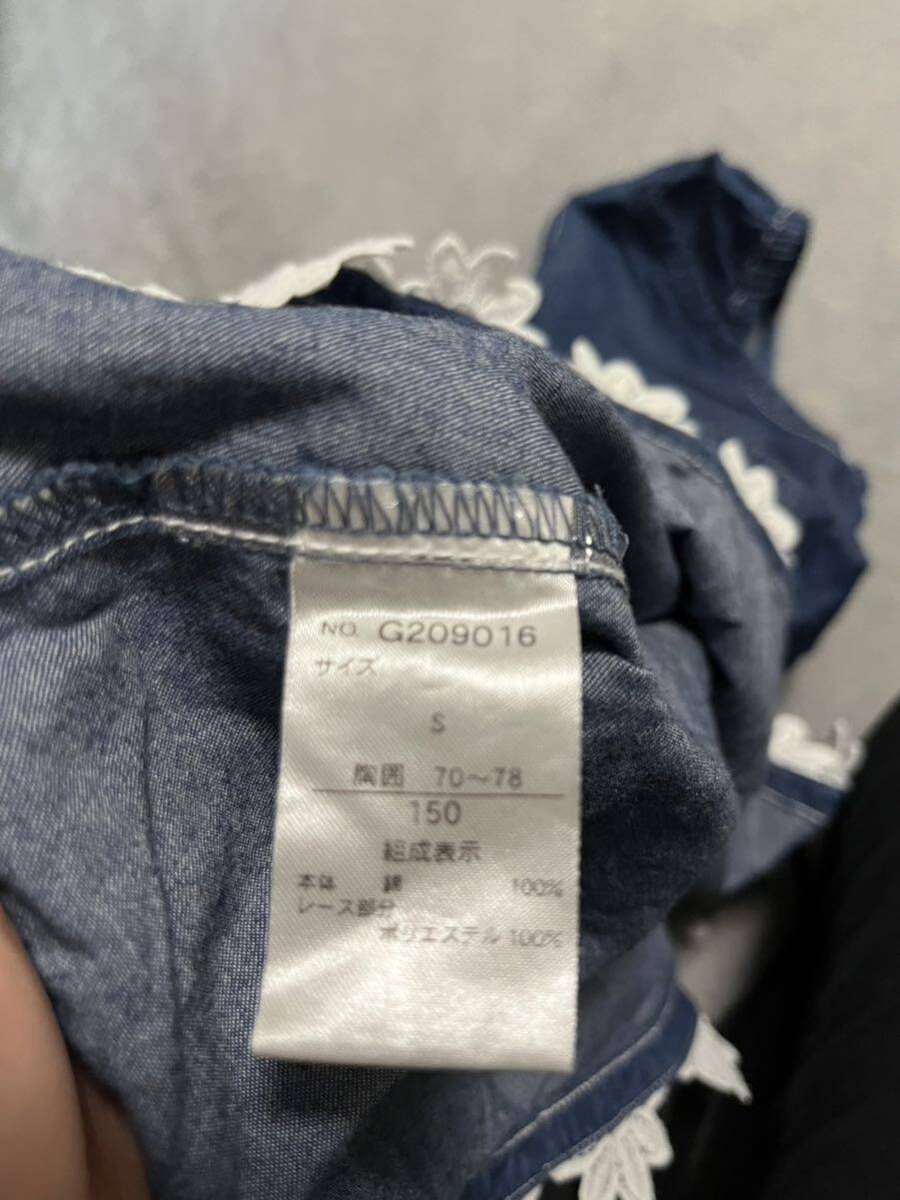 NO. G209016
サイズ
S
胸囲 70～78
150
組成表示
本体 綿 100%
レース部分
ポリエステル 100%